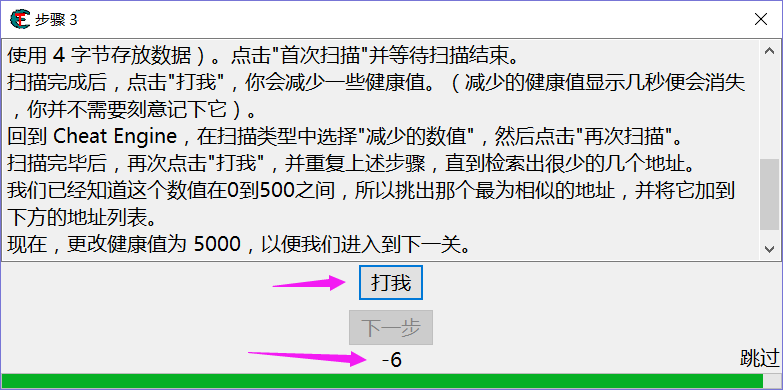 步骤 3
使用 4 字节存放数据）。点击"首次扫描"并等待扫描结束。
扫描完成后，点击"打我"，你会减少一些健康值。（减少的健康值显示几秒便会消失
，你并不需要刻意记下它）。
回到 Cheat Engine，在扫描类型中选择"减少的数值"，然后点击"再次扫描"。
扫描完毕后，再次点击"打我"，并重复上述步骤，直到检索出很少的几个地址。
我们已经知道这个数值在0到500之间，所以挑出那个最为相似的地址，并将它加到
下方的地址列表。
现在，更改健康值为 5000，以便我们进入到下一关。
打我
下一步
-6
跳过